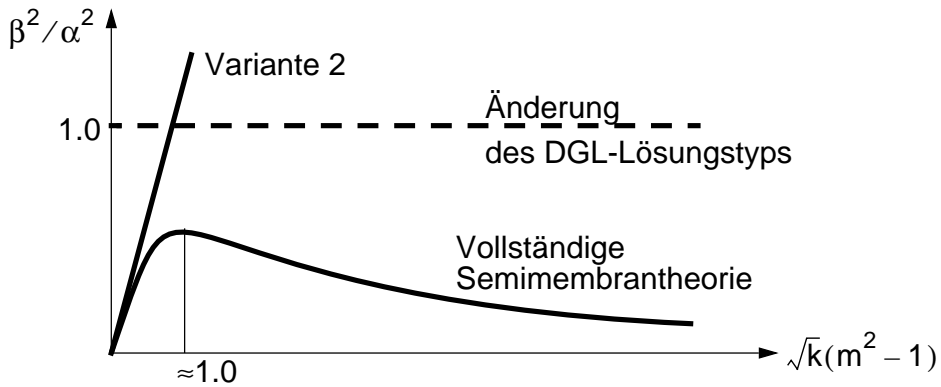 β²/α²
Variante 2
Änderung
1.0
des DGL-Lösungstyps
Vollständige
Semimembrantheorie
≈1.0
√k(m² – 1)